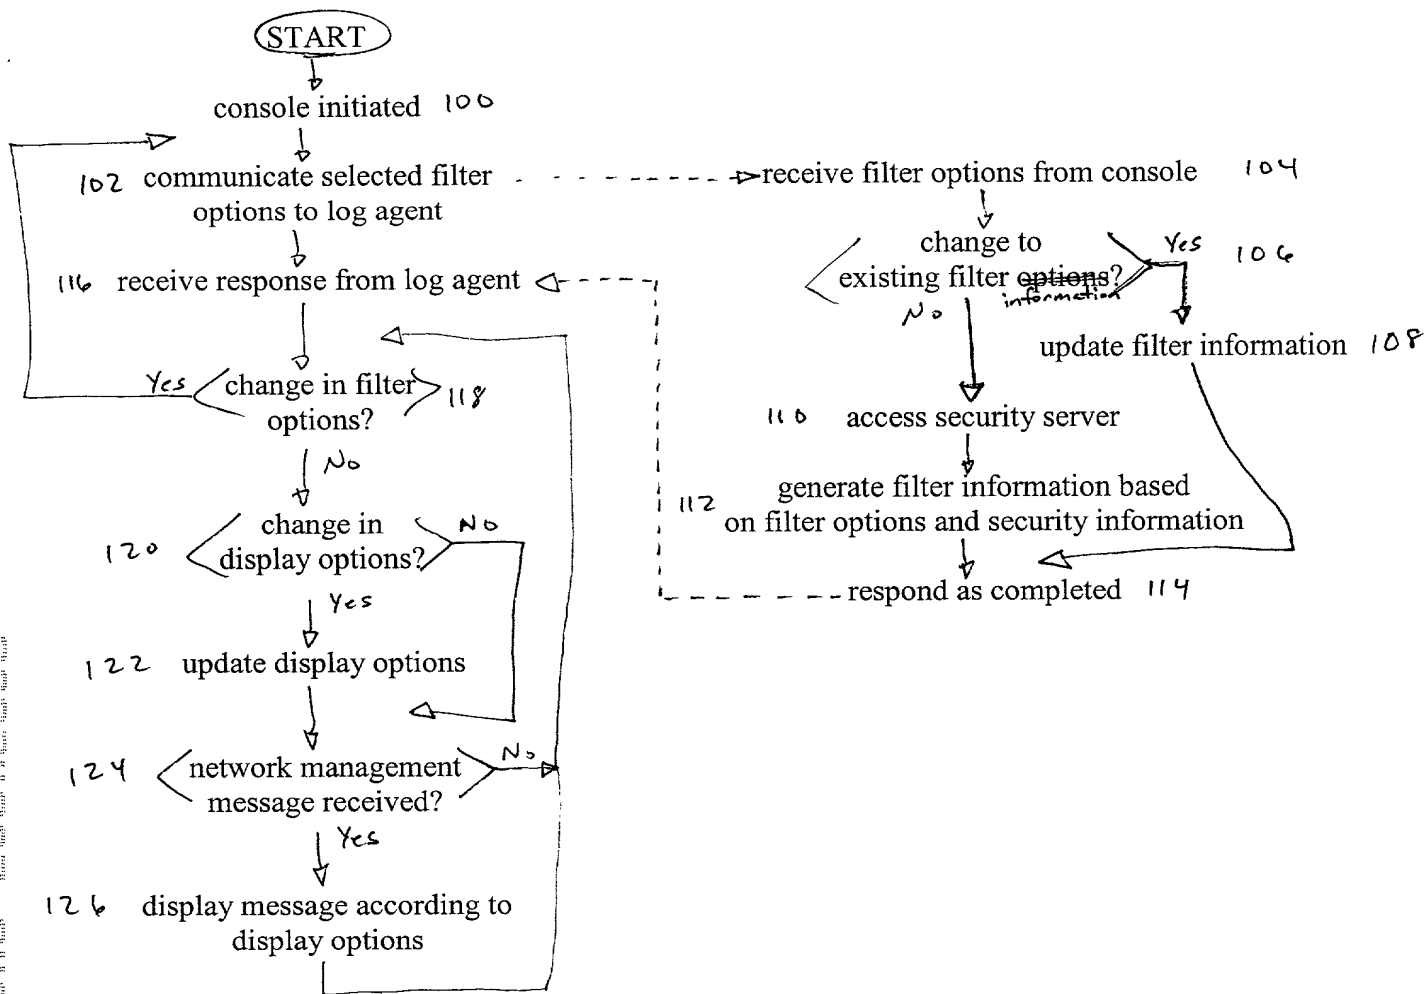 START
console initiated 100
102 communicate selected filter
options to log agent
116 receive response from log agent
Yes
change in filter
options?
118
No
120
change in
display options?
No
Yes
122 update display options
124
network management
message received?
No
Yes
126 display message according to
display options
receive filter options from console 104
change to
existing filter options?
information
Yes
106
No
update filter information 108
110 access security server
112
generate filter information based
on filter options and security information
respond as completed 114